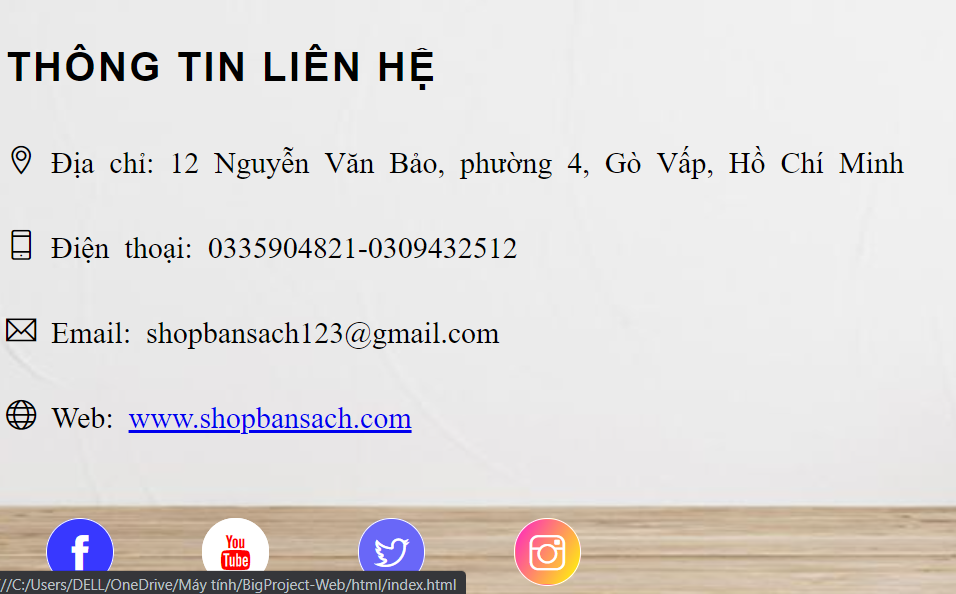 THÔNG TIN LIÊN HỆ
Địa chỉ: 12 Nguyễn Văn Bảo, phường 4, Gò Vấp, Hồ Chí Minh
Điện thoại: 0335904821-0309432512
Email: shopbansach123@gmail.com
Web: www.shopbansach.com
f
You
Tube
//C:/Users/DELL/OneDrive/Máy tính/BigProject-Web/html/index.html